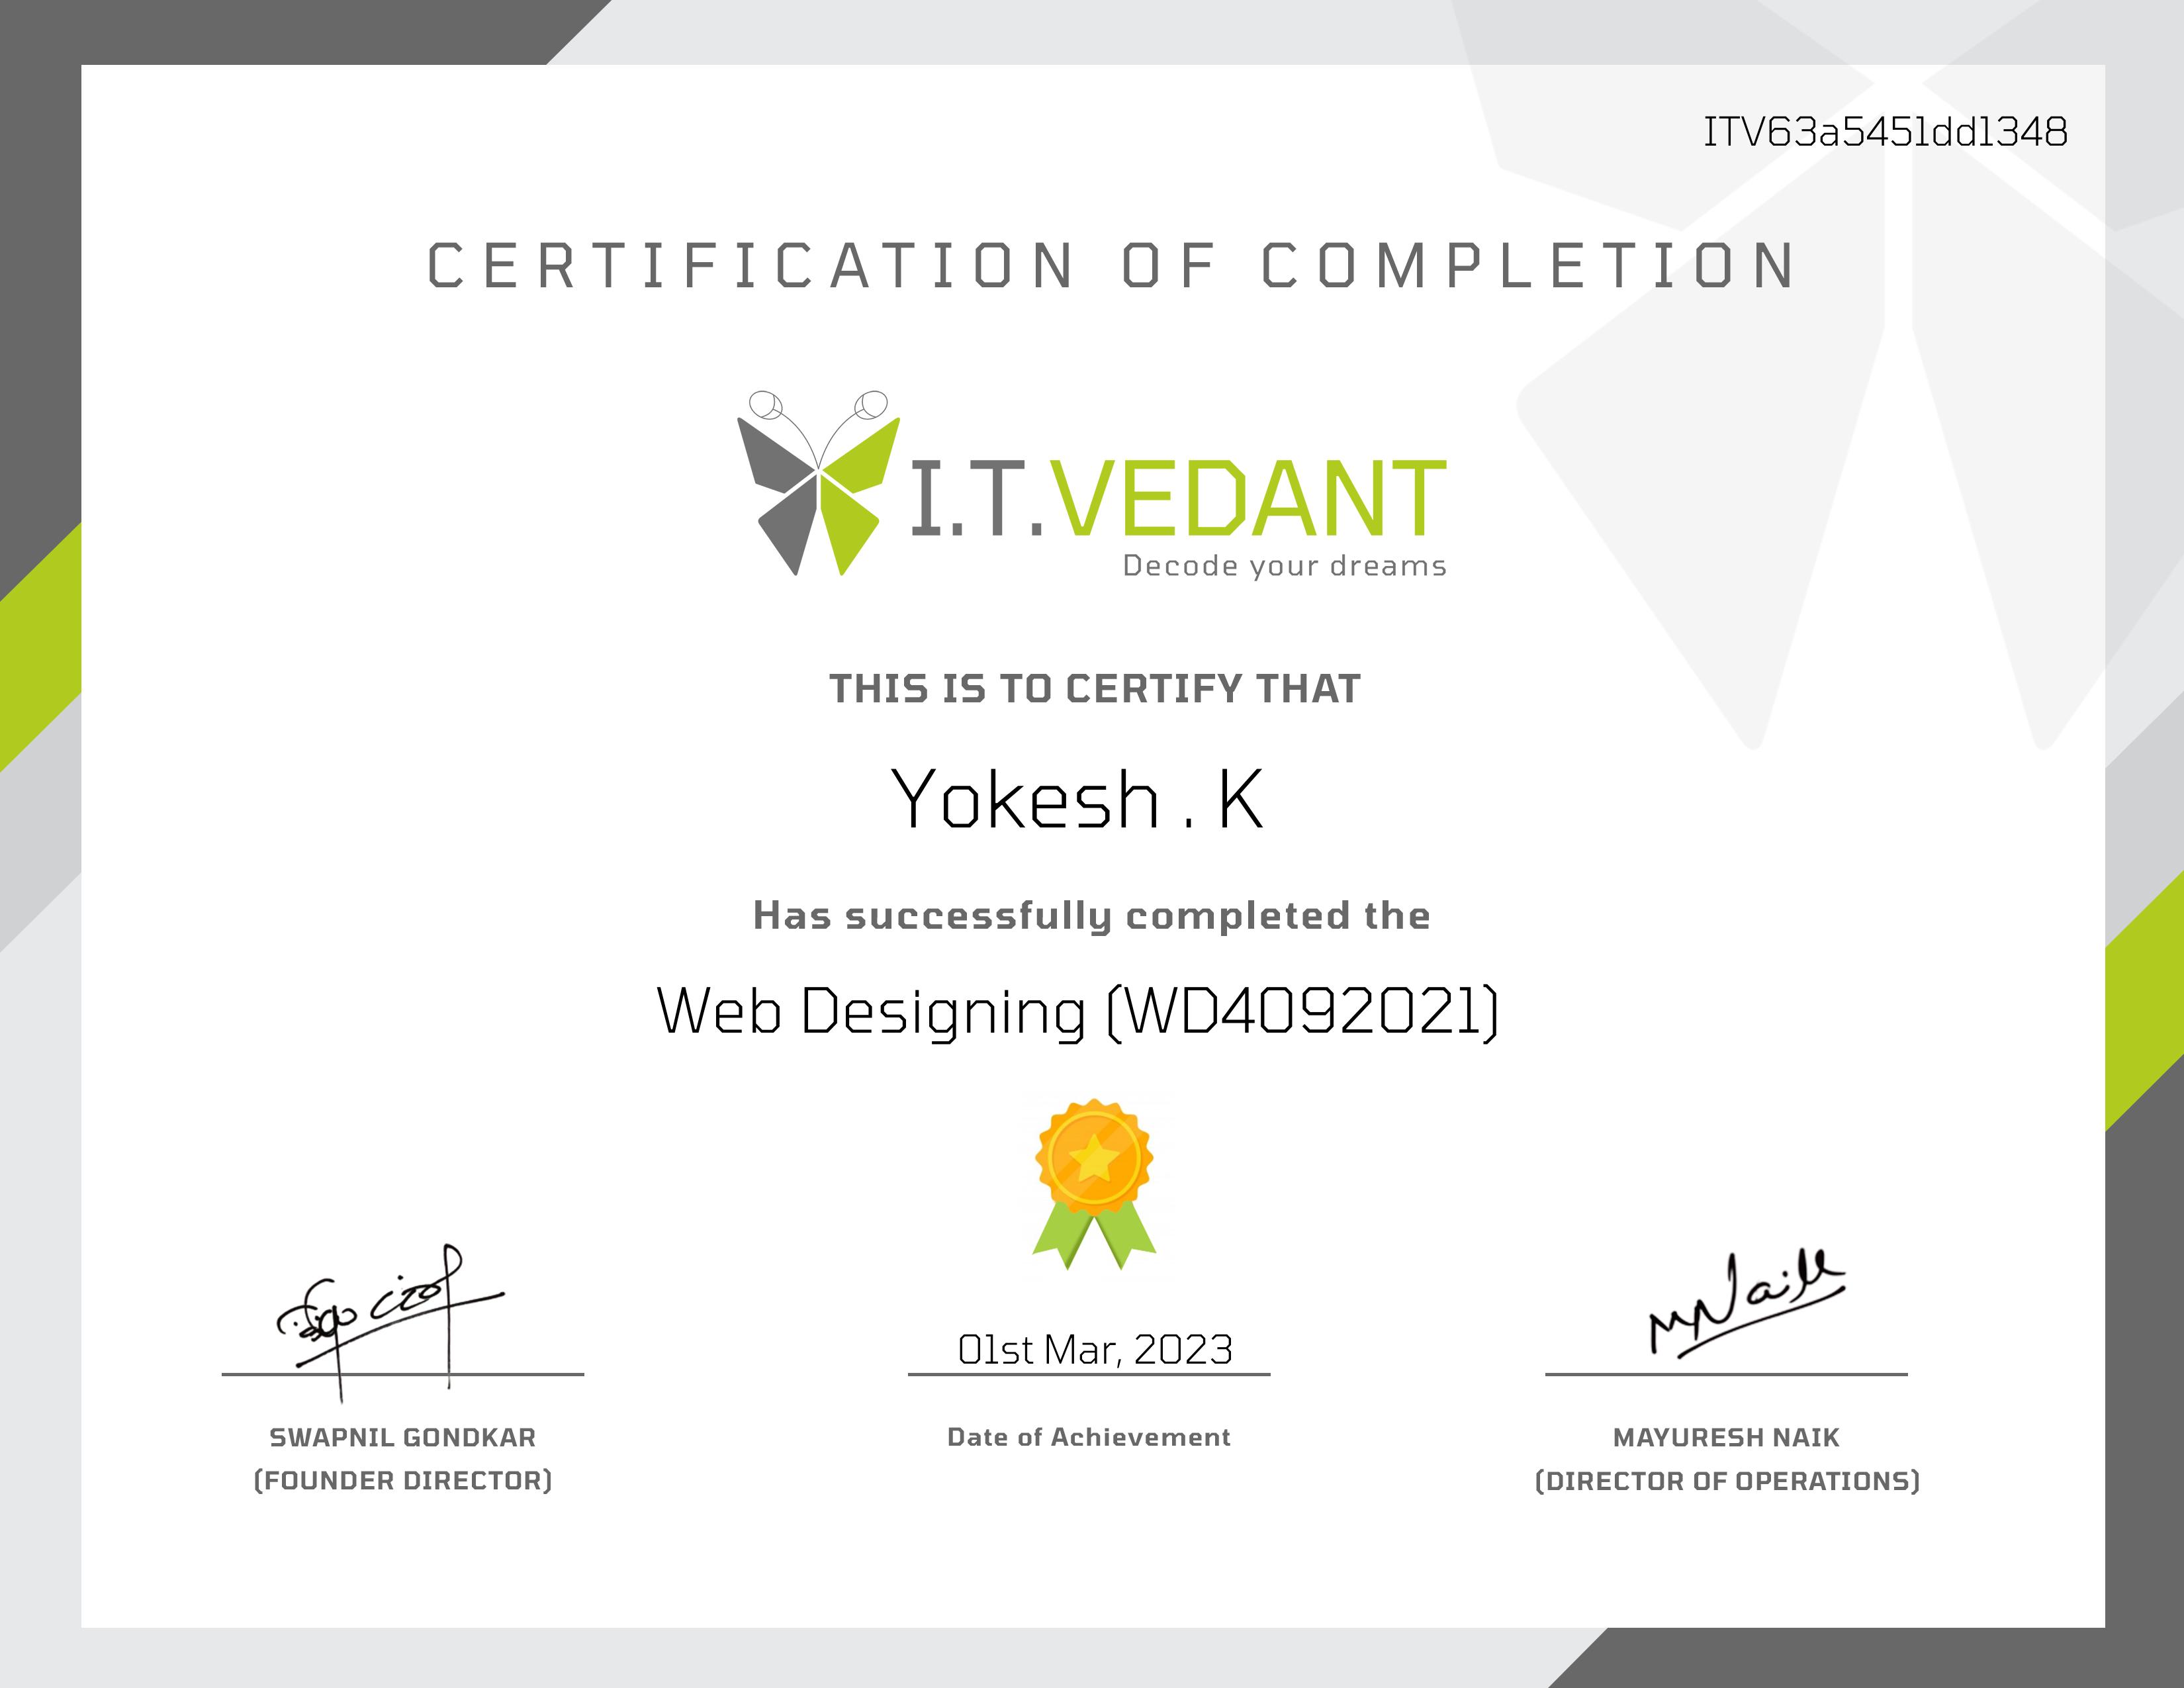 ITV63a5451dd1348
CERTIFICATION OF COMPLETION
I.T.VEDANT
Decode your dreams
THIS IS TO CERTIFY THAT
Yokesh . K
Has successfully completed the
Web Designing (WD4092021)
01st Mar, 2023
SWAPNIL GONDKAR
(FOUNDER DIRECTOR)
Date of Achievement
MAYURESH NAIK
(DIRECTOR OF OPERATIONS)